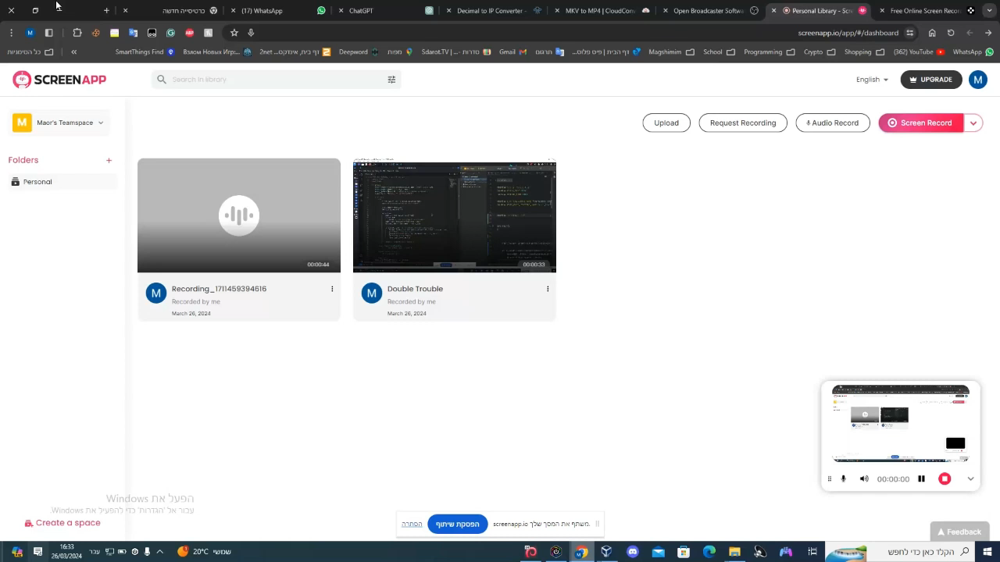 כרטיסייה חדשה
(17) WhatsApp
ChatGPT
Decimal to IP Converter -
MKV to MP4 | CloudCon
Open Broadcaster Softwa
Personal Library - Scr
Free Online Screen Recor
screenapp.io/app/#/dashboard
כל הסימניות
«
SmartThings Find
Взлом Новых Игр...
דף בית, אינדקס... 2net
Deepword
מפות
סדרות - Sdarot.TV | ...
Gmail
תרגום
דף הבית | פיס פלוס...
Magshimim
School
Programming
Crypto
Shopping
(362) YouTube
WhatsApp
SCREENAPP
Search in library
English
UPGRADE
M
M
Maor's Teamspace
Upload
Request Recording
Audio Record
Screen Record
Folders
+
Personal
00:00:44
00:00:33
M
Recording_1711459394616
Recorded by me
March 26, 2024
M
Double Trouble
Recorded by me
March 26, 2024
00:00:00
הפעל את Windows
עבור אל 'הגדרות' כדי להפעיל את Windows.
Create a space
הסתרה
הפסקת שיתוף
משתף את המסך שלך screenapp.io.
Feedback
16:33
26/03/2024
עבר
20°C
שמשי
הקלד כאן כדי לחפש